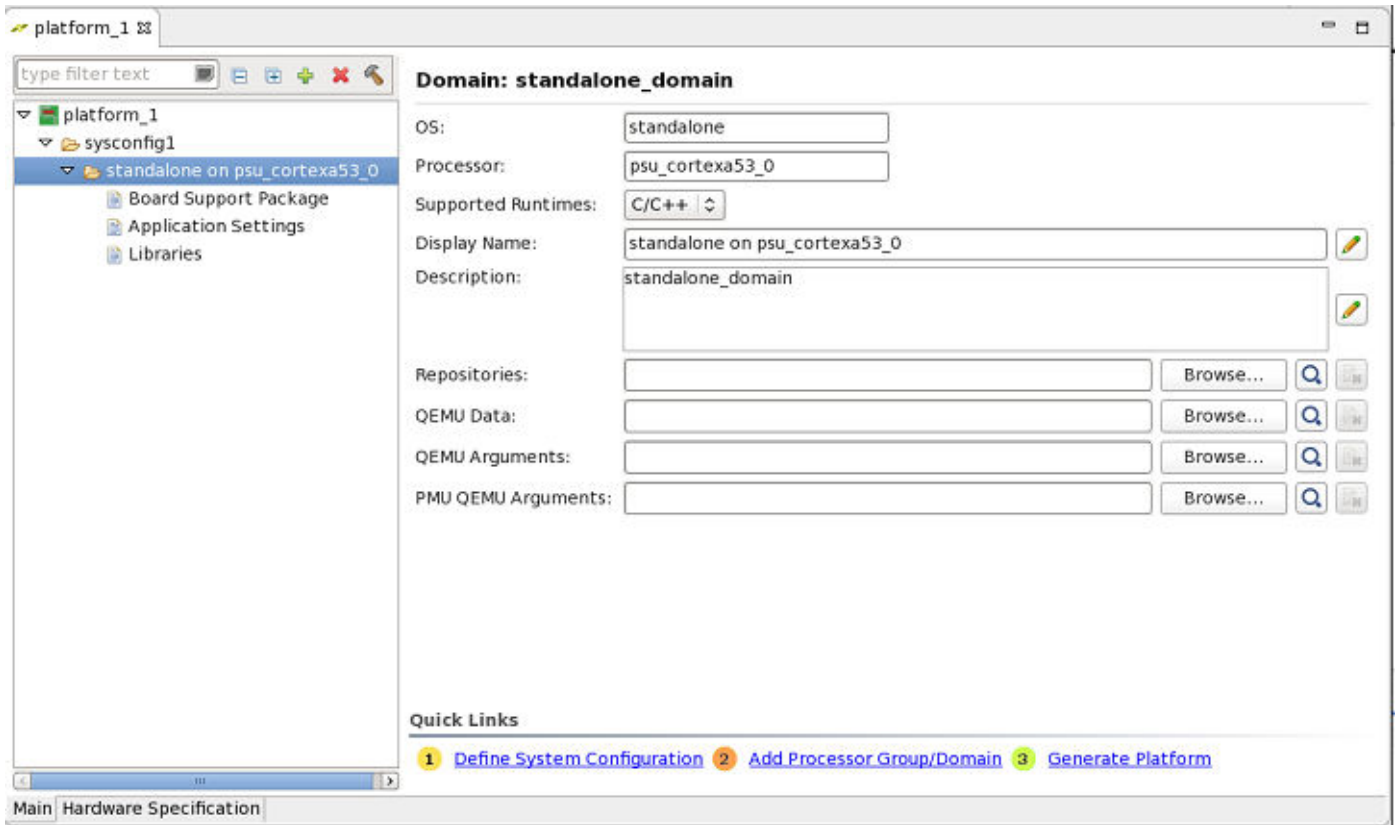 platform_1
type filter text
platform_1
sysconfig1
standalone on psu_cortexa53_0
Board Support Package
Application Settings
Libraries
Domain: standalone_domain
OS: standalone
Processor: psu_cortexa53_0
Supported Runtimes: C/C++
Display Name: standalone on psu_cortexa53_0
Description: standalone_domain
Repositories: Browse...
QEMU Data: Browse...
QEMU Arguments: Browse...
PMU QEMU Arguments: Browse...
Quick Links
1 Define System Configuration 2 Add Processor Group/Domain 3 Generate Platform
Main Hardware Specification